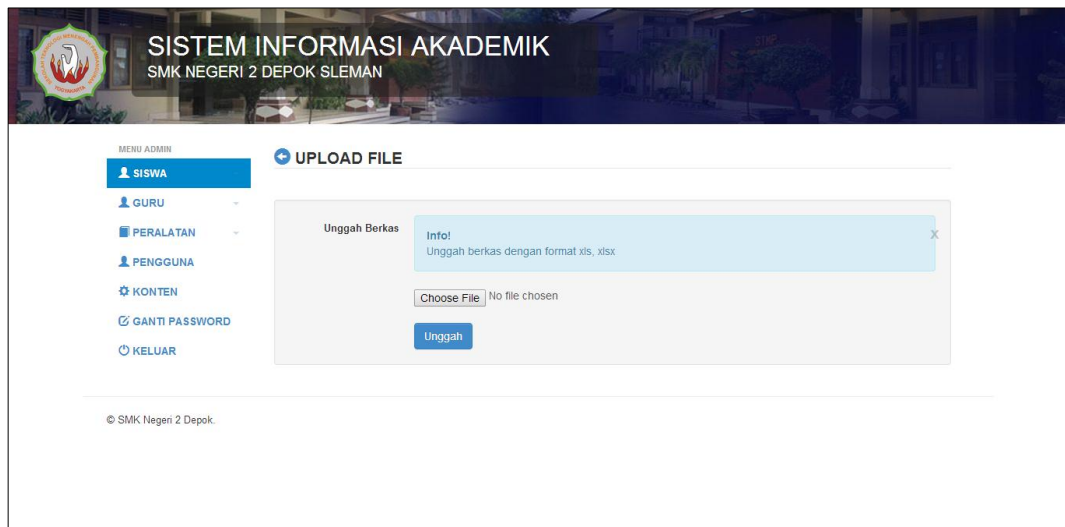 SISTEM INFORMASI AKADEMIK
SMK NEGERI 2 DEPOK SLEMAN
MENU ADMIN
SISWA
GURU
PERALATAN
PENGGUNA
KONTEN
GANTI PASSWORD
KELUAR
UPLOAD FILE
Unggah Berkas
Info!
x
Unggah berkas dengan format xls, xlsx
Choose File No file chosen
Unggah
© SMK Negeri 2 Depok.